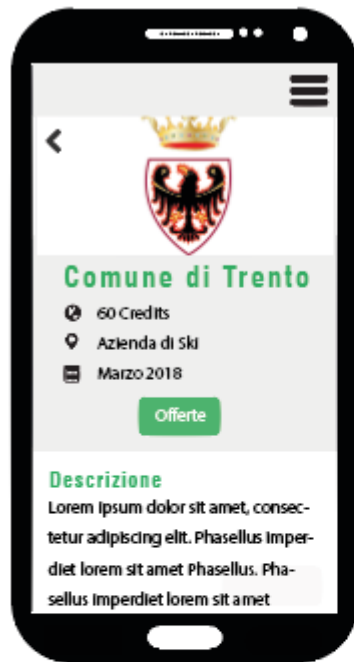 Comune di Trento
60 Credits
Azienda di Ski
Marzo 2018
Offerte
Descrizione
Lorem ipsum dolor sit amet, consec-
tetur adipiscing elit. Phasellus imper-
diet lorem sit amet Phasellus. Pha-
sellus imperdiet lorem sit amet